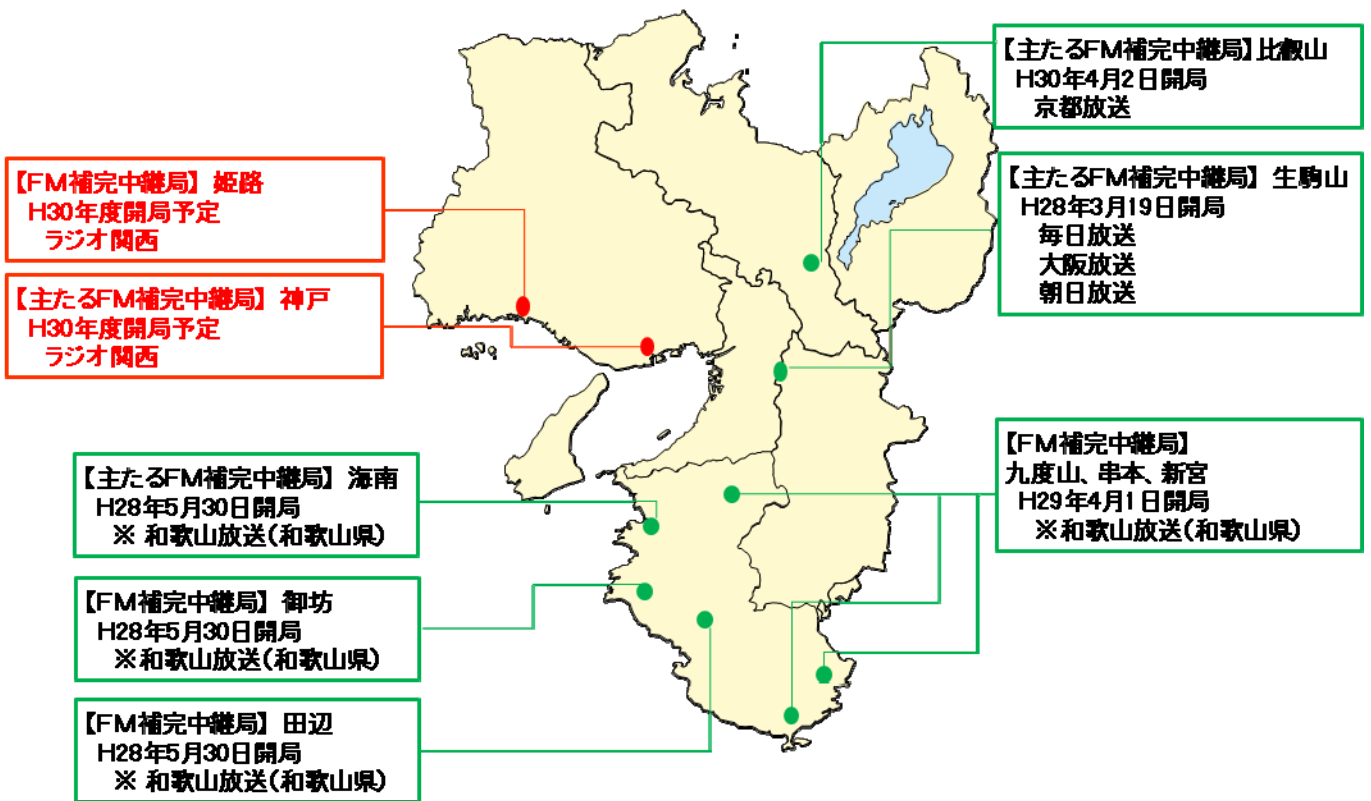 【主たるFM補完中継局】比叡山
H30年4月2日開局
京都放送
【FM補完中継局】 姫路
H30年度開局予定
ラジオ関西
【主たるFM補完中継局】 生駒山
H28年3月19日開局
毎日放送
大阪放送
朝日放送
【主たるFM補完中継局】 神戸
H30年度開局予定
ラジオ関西
【FM補完中継局】
九度山、串本、新宮
H29年4月1日開局
※和歌山放送(和歌山県)
【主たるFM補完中継局】 海南
H28年5月30日開局
※ 和歌山放送(和歌山県)
【FM補完中継局】 御坊
H28年5月30日開局
※和歌山放送(和歌山県)
【FM補完中継局】 田辺
H28年5月30日開局
※ 和歌山放送(和歌山県)